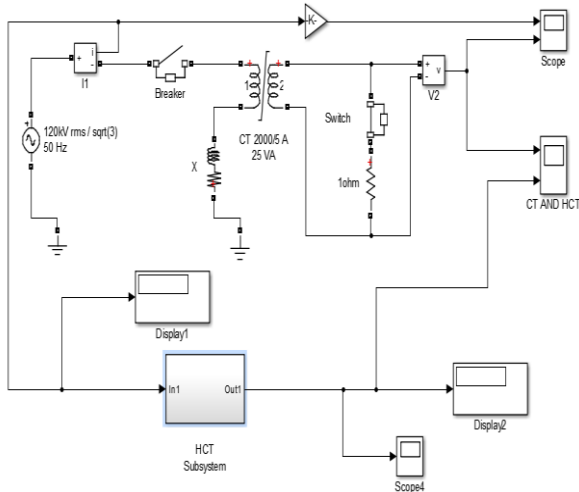 -K-
Scope
+
i
-
I1
Breaker
+
1
2
+
+
v
-
V2
120kV rms / sqrt(3)
50 Hz
CT 2000/5 A
25 VA
Switch
X
1ohm
CT AND HCT
Display1
In1
Out1
HCT
Subsystem
Display2
Scope4